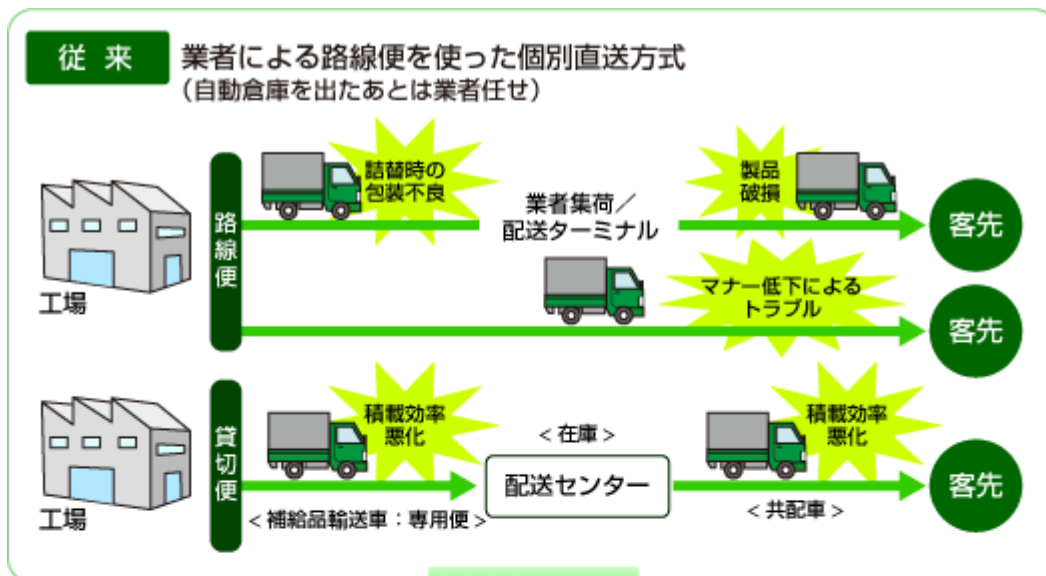 従来
業者による路線便を使った個別直送方式
（自動倉庫を出たあとは業者任せ）
工場
路線便
詰替時の
包装不良
業者集荷／
配送ターミナル
製品
破損
客先
マナー低下による
トラブル
客先
工場
貸切便
積載効率
悪化
＜補給品輸送車：専用便＞
＜在庫＞
配送センター
積載効率
悪化
＜共配車＞
客先